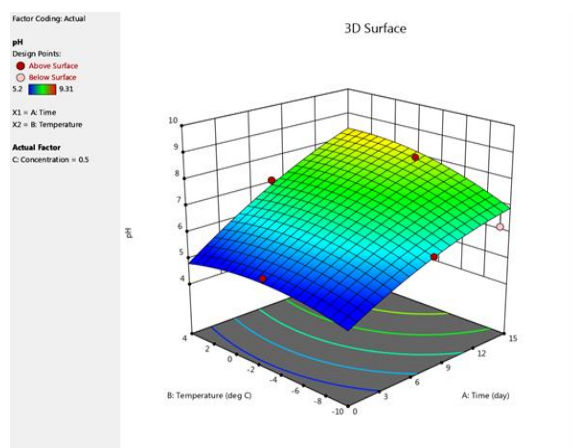 Factor Coding: Actual
3D Surface
pH
Design Points:
Above Surface
Below Surface
5.2 9.31
X1 = A: Time
X2 = B: Temperature
Actual Factor
C: Concentration = 0.5
10
9
8
7
6
5
4
pH
4
2
0
-2
-4
-6
-8
-10
0
3
6
9
12
15
B: Temperature (deg C)
A: Time (day)